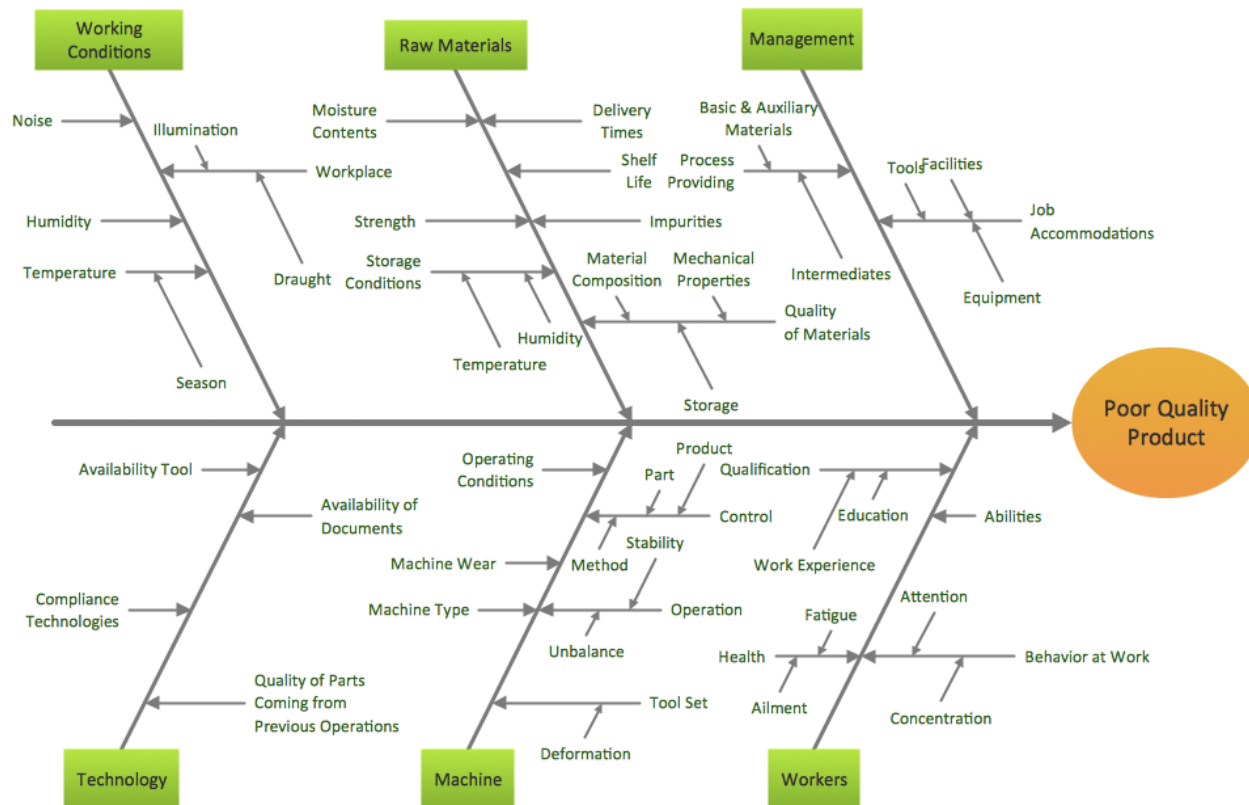 Working
Conditions
Raw Materials
Management
Noise
Illumination
Workplace
Humidity
Temperature
Draught
Season
Moisture
Contents
Delivery
Times
Shelf
Life
Strength
Impurities
Storage
Conditions
Material
Composition
Mechanical
Properties
Quality
of Materials
Humidity
Temperature
Storage
Basic & Auxiliary
Materials
Process
Providing
Intermediates
Tools
Facilities
Job
Accommodations
Equipment
Poor Quality
Product
Availability Tool
Availability of
Documents
Compliance
Technologies
Quality of Parts
Coming from
Previous Operations
Technology
Operating
Conditions
Product
Part
Control
Method
Machine Wear
Stability
Machine Type
Operation
Unbalance
Tool Set
Deformation
Machine
Qualification
Education
Abilities
Work Experience
Attention
Fatigue
Health
Behavior at Work
Ailment
Concentration
Workers